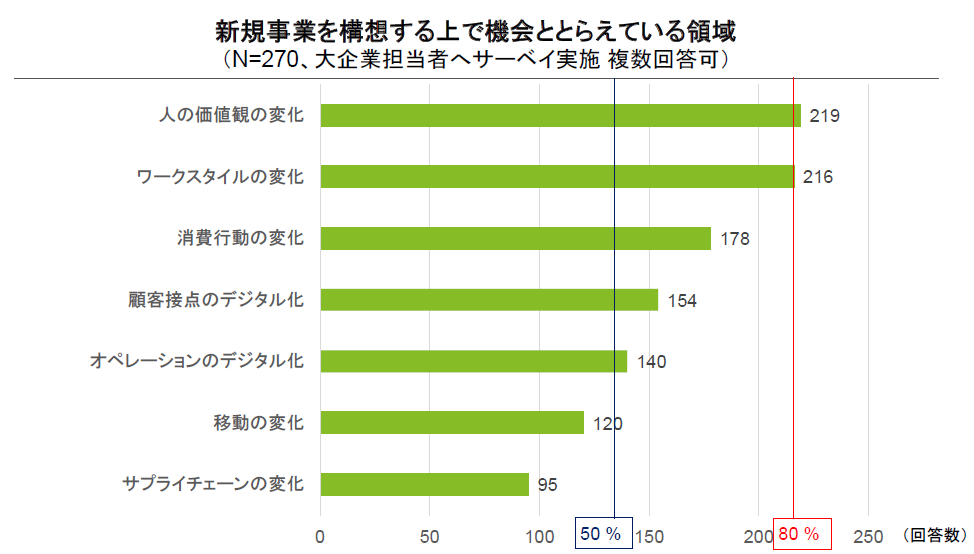 新規事業を構想する上で機会ととらえている領域
（N=270、大企業担当者へサーベイ実施 複数回答可）
人の価値観の変化 219
ワークスタイルの変化 216
消費行動の変化 178
顧客接点のデジタル化 154
オペレーションのデジタル化 140
移動の変化 120
サプライチェーンの変化 95
0 50 100 50 % 150 200 80 % 250 （回答数）